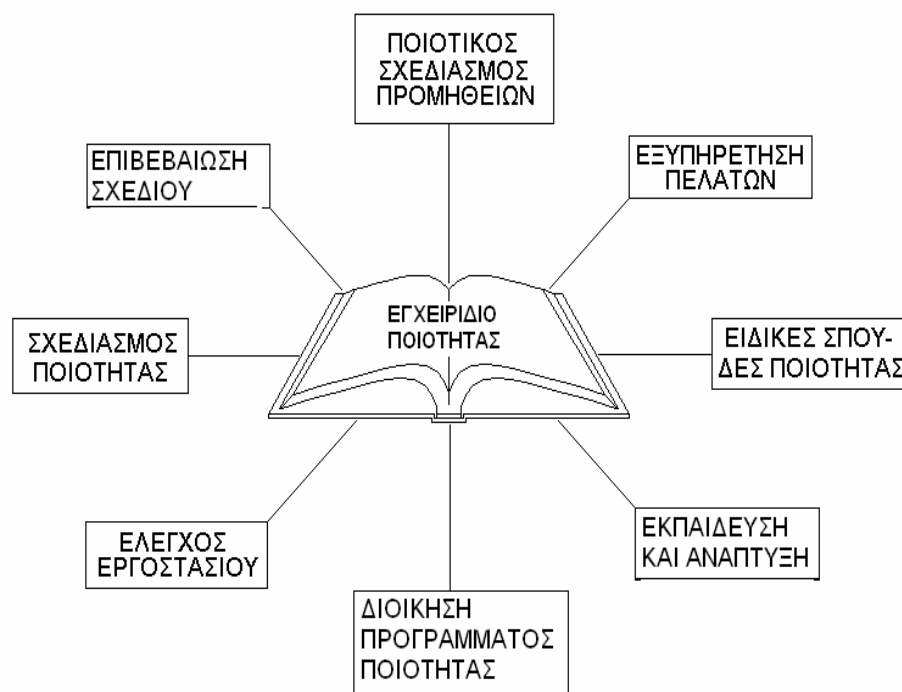 ΠΟΙΟΤΙΚΟΣ
ΣΧΕΔΙΑΣΜΟΣ
ΠΡΟΜΗΘΕΙΩΝ
ΕΠΙΒΕΒΑΙΩΣΗ
ΣΧΕΔΙΟΥ
ΕΞΥΠΗΡΕΤΗΣΗ
ΠΕΛΑΤΩΝ
ΕΓΧΕΙΡΙΔΙΟ
ΠΟΙΟΤΗΤΑΣ
ΣΧΕΔΙΑΣΜΟΣ
ΠΟΙΟΤΗΤΑΣ
ΕΙΔΙΚΕΣ ΣΠΟΥ-
ΔΕΣ ΠΟΙΟΤΗΤΑΣ
ΕΛΕΓΧΟΣ
ΕΡΓΟΣΤΑΣΙΟΥ
ΕΚΠΑΙΔΕΥΣΗ
ΚΑΙ ΑΝΑΠΤΥΞΗ
ΔΙΟΙΚΗΣΗ
ΠΡΟΓΡΑΜΜΑΤΟΣ
ΠΟΙΟΤΗΤΑΣ